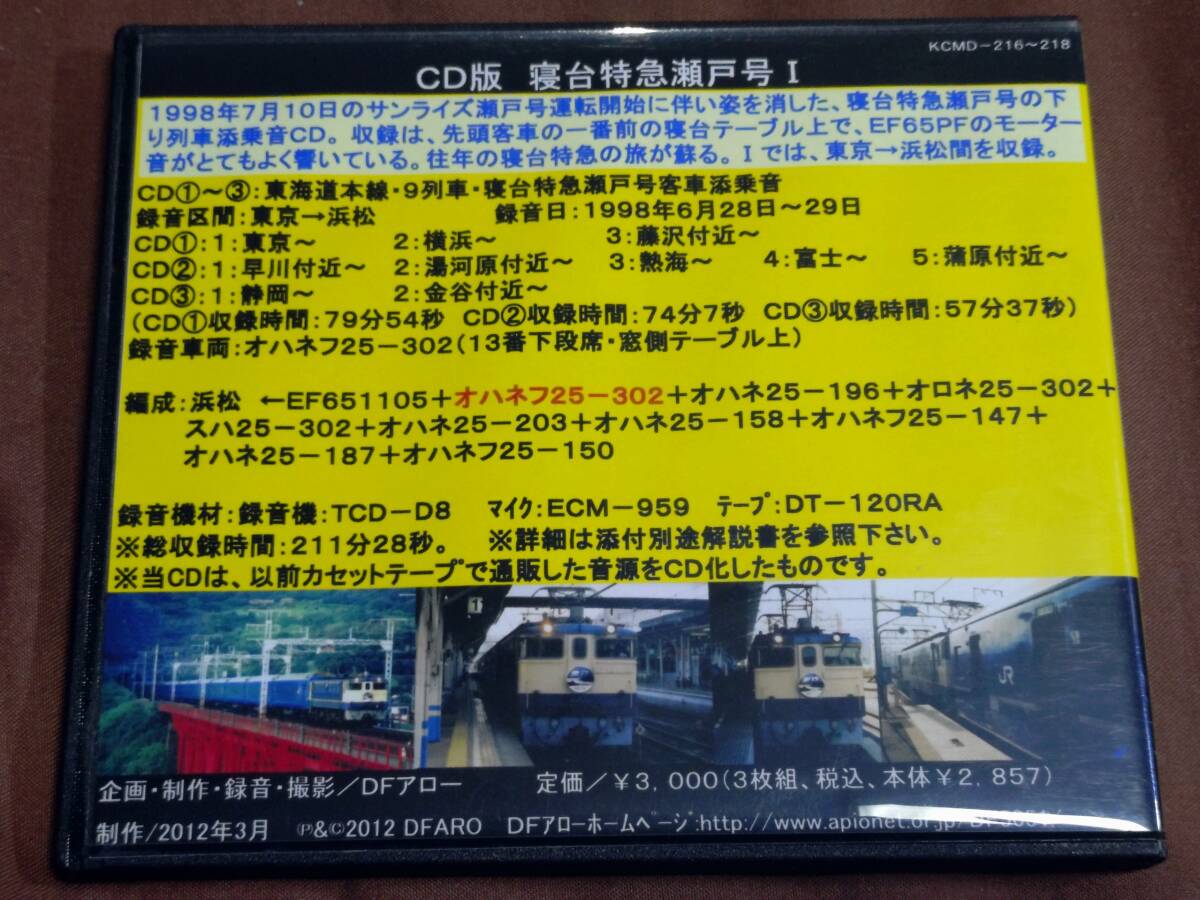 KCMD-216～218
CD版 寝台特急瀬戸号Ⅰ
1998年7月10日のサンライズ瀬戸号運転開始に伴い姿を消した、寝台特急瀬戸号の下
り列車添乗音CD。収録は、先頭客車の一番前の寝台テーブル上で、EF65PFのモーター
音がとてもよく響いている。往年の寝台特急の旅が蘇る。Ⅰでは、東京→浜松間を収録。
CD①～③：東海道本線・9列車・寝台特急瀬戸号客車添乗音
録音区間：東京→浜松 録音日：1998年6月28日～29日
CD①：1：東京～ 2：横浜～ 3：藤沢付近～
CD②：1：早川付近～ 2：湯河原付近～ 3：熱海～ 4：富士～ 5：蒲原付近～
CD③：1：静岡～ 2：金谷付近～
（CD①収録時間：79分54秒 CD②収録時間：74分7秒 CD③収録時間：57分37秒）
録音車両：オハネフ25－302（13番下段席・窓側テーブル上）
編成：浜松 ←EF651105＋オハネフ25－302＋オハネ25－196＋オロネ25－302＋
スハ25－302＋オハネ25－203＋オハネ25－158＋オハネフ25－147＋
オハネ25－187＋オハネフ25－150
録音機材：録音機：TCD－D8 マイク：ECM－959 テープ：DT－120RA
※総収録時間：211分28秒。 ※詳細は添付別途解説書を参照下さい。
※当CDは、以前カセットテープで通販した音源をCD化したものです。
1
JR
企画・制作・録音・撮影／DFアロー 定価／￥3,000（3枚組、税込、本体￥2,857）
制作/2012年3月 ℗&©2012 DFARO DFアローホームページ:http://www.apionet.or.jp/